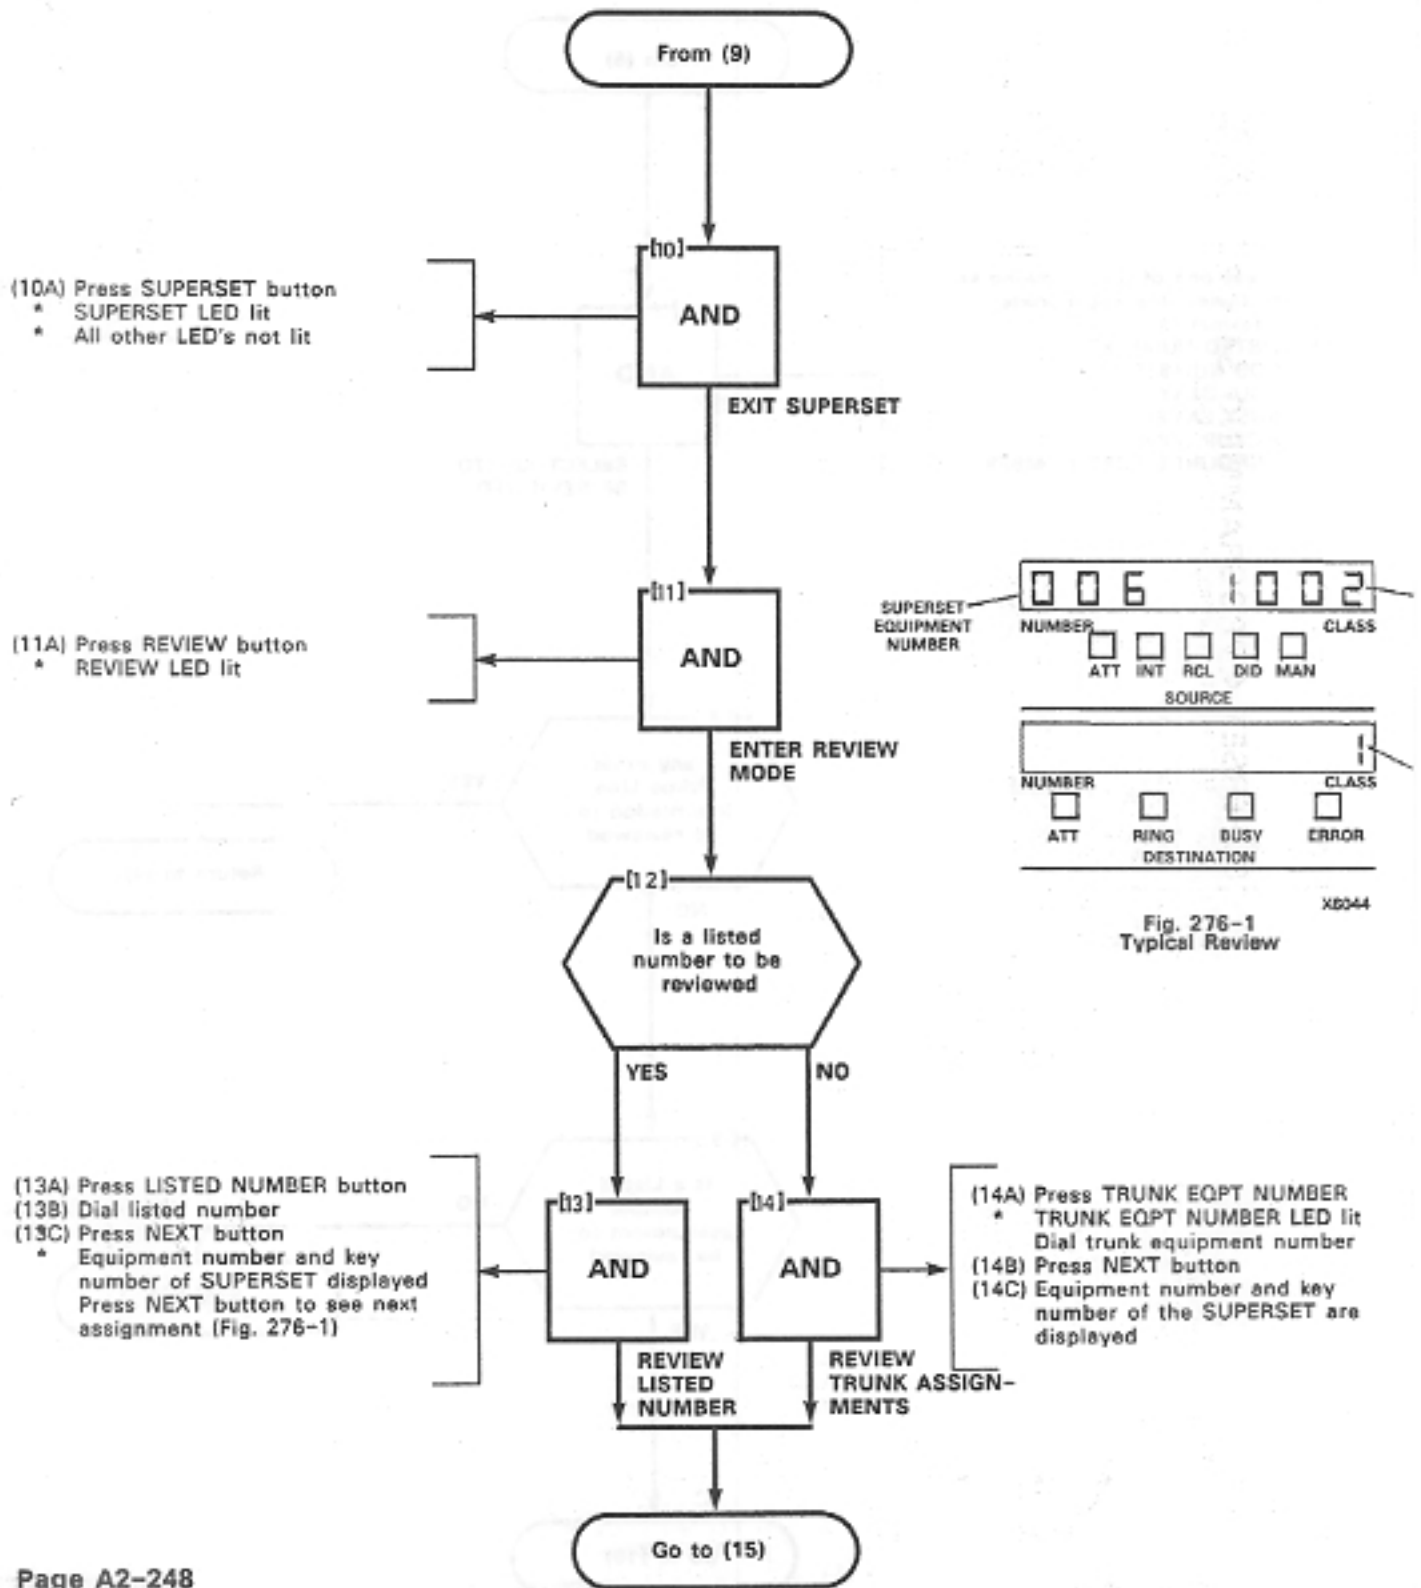 From (9)
[10]
(10A) Press SUPERSET button
* SUPERSET LED lit
* All other LED's not lit
AND
EXIT SUPERSET
[11]
(11A) Press REVIEW button
* REVIEW LED lit
AND
ENTER REVIEW
MODE
SUPERSET
EQUIPMENT
NUMBER
006 -002
NUMBER CLASS
ATT INT RCL DID MAN
SOURCE
1
NUMBER CLASS
ATT RING BUSY ERROR
DESTINATION
X6044
Fig. 276-1
Typical Review
[12]
Is a listed
number to be
reviewed
YES
NO
(13A) Press LISTED NUMBER button
(13B) Dial listed number
(13C) Press NEXT button
* Equipment number and key
number of SUPERSET displayed
Press NEXT button to see next
assignment (Fig. 276-1)
[13]
AND
REVIEW
LISTED
NUMBER
[14]
AND
REVIEW
TRUNK ASSIGN-
MENTS
(14A) Press TRUNK EQPT NUMBER
* TRUNK EQPT NUMBER LED lit
Dial trunk equipment number
(14B) Press NEXT button
(14C) Equipment number and key
number of the SUPERSET are
displayed
Go to (15)
Page A2-248